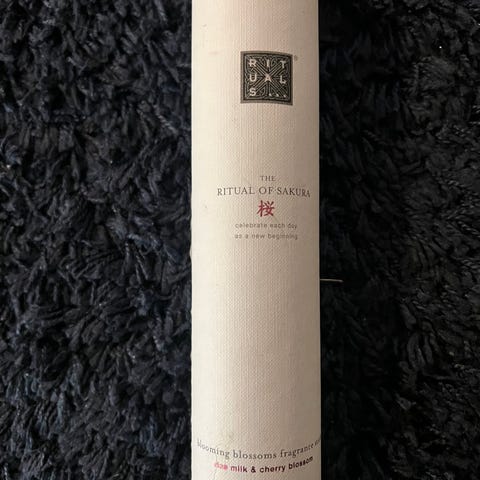 RIT
UAL
S...
THE
RITUAL OF SAKURA
桜
celebrate each day
as a new beginning
blooming blossoms fragrance
rice milk & cherry blossom